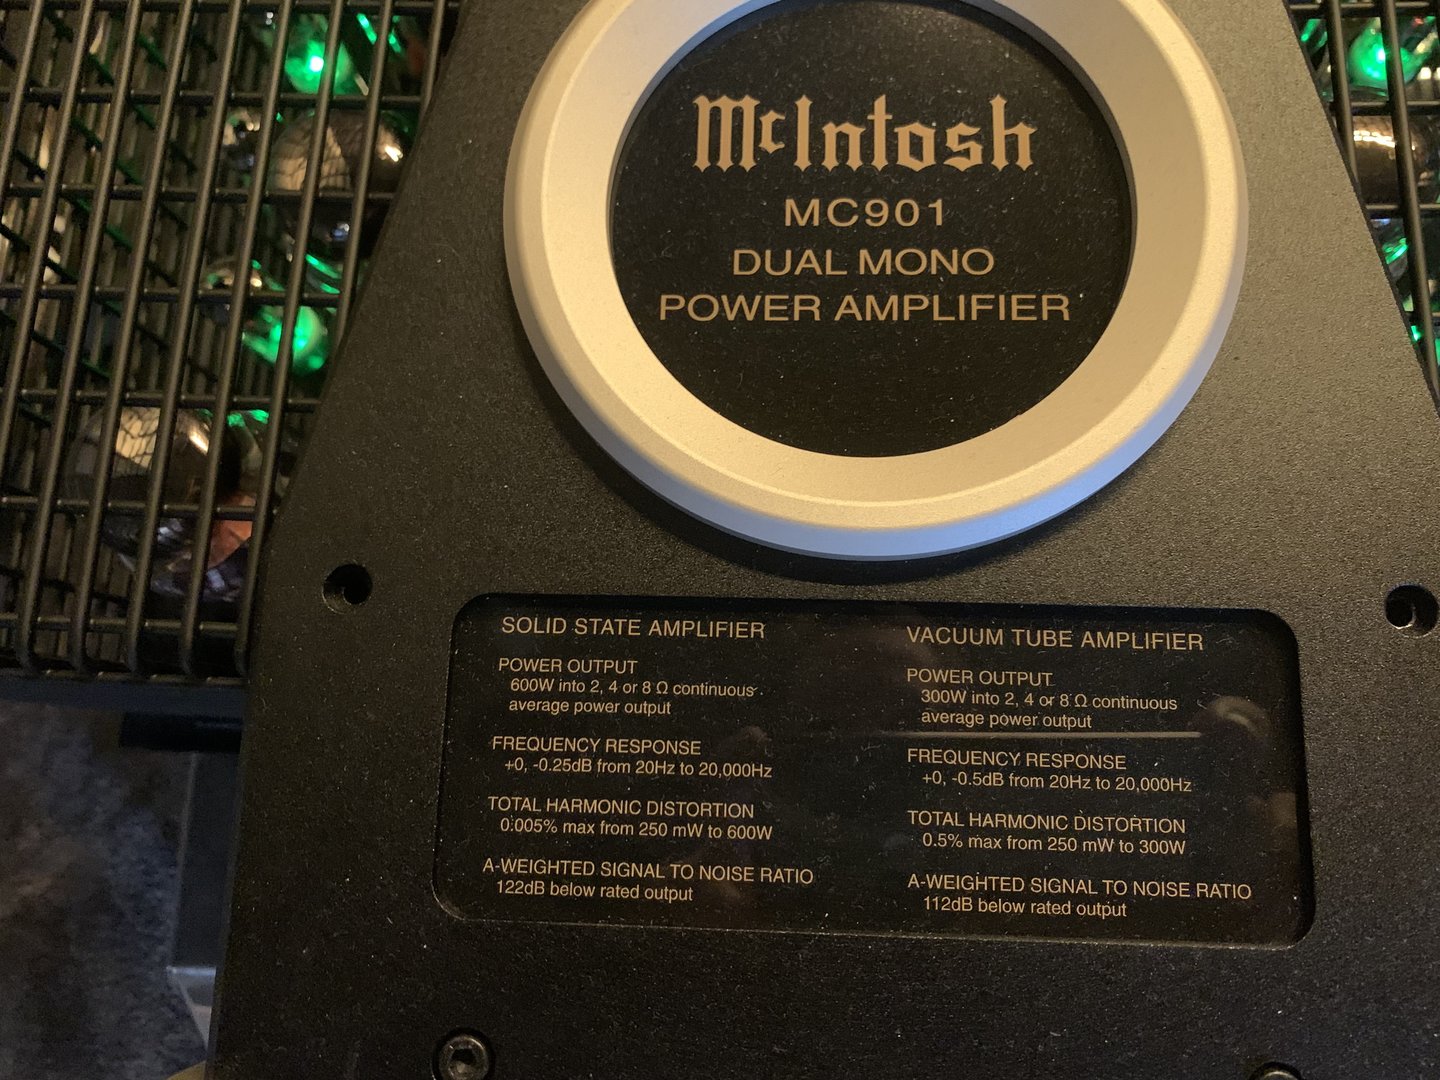 McIntosh
MC901
DUAL MONO
POWER AMPLIFIER
SOLID STATE AMPLIFIER
POWER OUTPUT
600W into 2, 4 or 8 Ω continuous
average power output
FREQUENCY RESPONSE
+0, -0.25dB from 20Hz to 20,000Hz
TOTAL HARMONIC DISTORTION
0.005% max from 250 mW to 600W
A-WEIGHTED SIGNAL TO NOISE RATIO
122dB below rated output
VACUUM TUBE AMPLIFIER
POWER OUTPUT
300W into 2, 4 or 8 Ω continuous
average power output
FREQUENCY RESPONSE
+0, -0.5dB from 20Hz to 20,000Hz
TOTAL HARMONIC DISTORTION
0.5% max from 250 mW to 300W
A-WEIGHTED SIGNAL TO NOISE RATIO
112dB below rated output